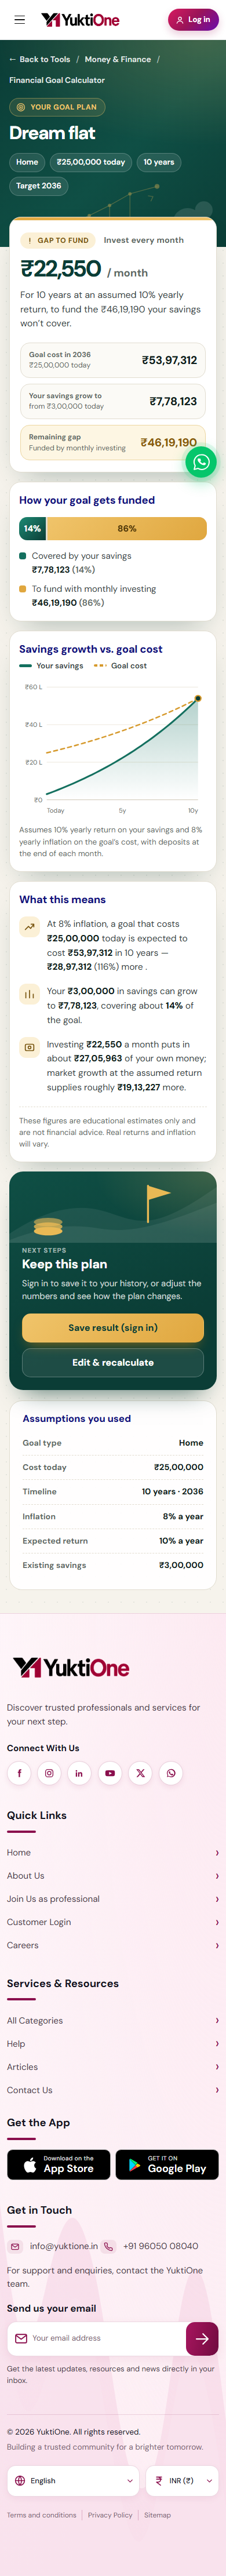 YuktiOne
Log in
← Back to Tools / Money & Finance /
Financial Goal Calculator
YOUR GOAL PLAN
Dream flat
Home
₹25,00,000 today
10 years
Target 2036
! GAP TO FUND
Invest every month
₹22,550 / month
For 10 years at an assumed 10% yearly
return, to fund the ₹46,19,190 your savings
won't cover.
Goal cost in 2036
₹25,00,000 today
₹53,97,312
Your savings grow to
from ₹3,00,000 today
₹7,78,123
Remaining gap
Funded by monthly investing
₹46,19,190
How your goal gets funded
14%
86%
Covered by your savings
₹7,78,123 (14%)
To fund with monthly investing
₹46,19,190 (86%)
Savings growth vs. goal cost
Your savings
Goal cost
₹60 L
₹40 L
₹20 L
₹0
Today
5y
10y
Assumes 10% yearly return on your savings and 8%
yearly inflation on the goal's cost, with deposits at
the end of each month.
What this means
At 8% inflation, a goal that costs
₹25,00,000 today is expected to
cost ₹53,97,312 in 10 years —
₹28,97,312 (116%) more .
Your ₹3,00,000 in savings can grow
to ₹7,78,123, covering about 14% of
the goal.
Investing ₹22,550 a month puts in
about ₹27,05,963 of your own money;
market growth at the assumed return
supplies roughly ₹19,13,227 more.
These figures are educational estimates only and
are not financial advice. Real returns and inflation
will vary.
NEXT STEPS
Keep this plan
Sign in to save it to your history, or adjust the
numbers and see how the plan changes.
Save result (sign in)
Edit & recalculate
Assumptions you used
Goal type
Home
Cost today
₹25,00,000
Timeline
10 years · 2036
Inflation
8% a year
Expected return
10% a year
Existing savings
₹3,00,000
YuktiOne
Discover trusted professionals and services for
your next step.
Connect With Us
Quick Links
Home
About Us
Join Us as professional
Customer Login
Careers
Services & Resources
All Categories
Help
Articles
Contact Us
Get the App
Download on the
App Store
GET IT ON
Google Play
Get in Touch
info@yuktione.in
+91 96050 08040
For support and enquiries, contact the YuktiOne
team.
Send us your email
Your email address
Get the latest updates, resources and news directly in your
inbox.
© 2026 YuktiOne. All rights reserved.
Building a trusted community for a brighter tomorrow.
English
₹ INR (₹)
Terms and conditions
Privacy Policy
Sitemap